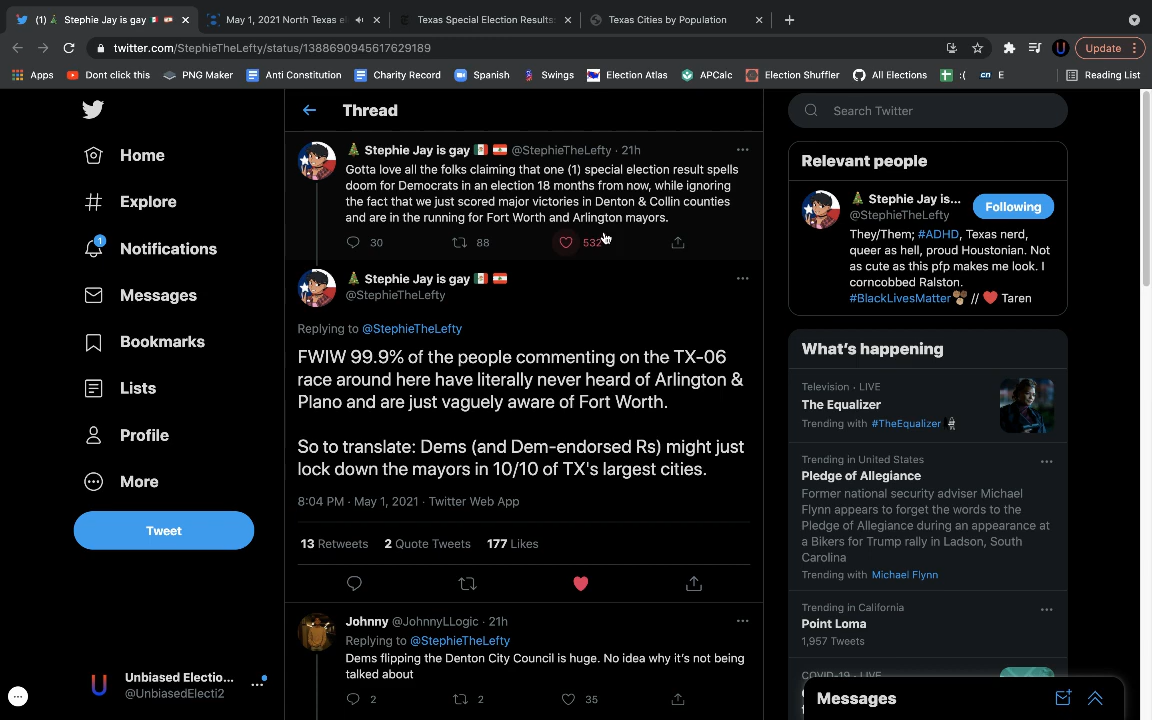 (1) 🎄 Stephie Jay is gay 🇲🇽
May 1, 2021 North Texas el
Texas Special Election Results:
Texas Cities by Population
twitter.com/StephieTheLefty/status/1388690945617629189
Update
Apps
Dont click this
PNG Maker
Anti Constitution
Charity Record
Spanish
Swings
Election Atlas
APCalc
Election Shuffler
All Elections
:(
E
Reading List
Home
Explore
1
Notifications
Messages
Bookmarks
Lists
Profile
More
Tweet
Unbiased Electio...
@UnbiasedElecti2
Thread
🎄 Stephie Jay is gay 🇲🇽 🇱🇧 @StephieTheLefty · 21h
Gotta love all the folks claiming that one (1) special election result spells
doom for Democrats in an election 18 months from now, while ignoring
the fact that we just scored major victories in Denton & Collin counties
and are in the running for Fort Worth and Arlington mayors.
30 88 532
🎄 Stephie Jay is gay 🇲🇽 🇱🇧
@StephieTheLefty
Replying to @StephieTheLefty
FWIW 99.9% of the people commenting on the TX-06
race around here have literally never heard of Arlington &
Plano and are just vaguely aware of Fort Worth.
So to translate: Dems (and Dem-endorsed Rs) might just
lock down the mayors in 10/10 of TX's largest cities.
8:04 PM · May 1, 2021 · Twitter Web App
13 Retweets 2 Quote Tweets 177 Likes
Johnny @JohnnyLLogic · 21h
Replying to @StephieTheLefty
Dems flipping the Denton City Council is huge. No idea why it's not being
talked about
2 2 35
Search Twitter
Relevant people
🎄 Stephie Jay is...
@StephieTheLefty
Following
They/Them; #ADHD, Texas nerd,
queer as hell, proud Houstonian. Not
as cute as this pfp makes me look. I
corncobbed Ralston.
#BlackLivesMatter ✊🏾 // ❤️ Taren
What's happening
Television · LIVE
The Equalizer
Trending with #TheEqualizer
Trending in United States
Pledge of Allegiance
Former national security adviser Michael
Flynn appears to forget the words to the
Pledge of Allegiance during an appearance at
a Bikers for Trump rally in Ladson, South
Carolina
Trending with Michael Flynn
Trending in California
Point Loma
1,957 Tweets
COVID-19 · LIVE
Messages